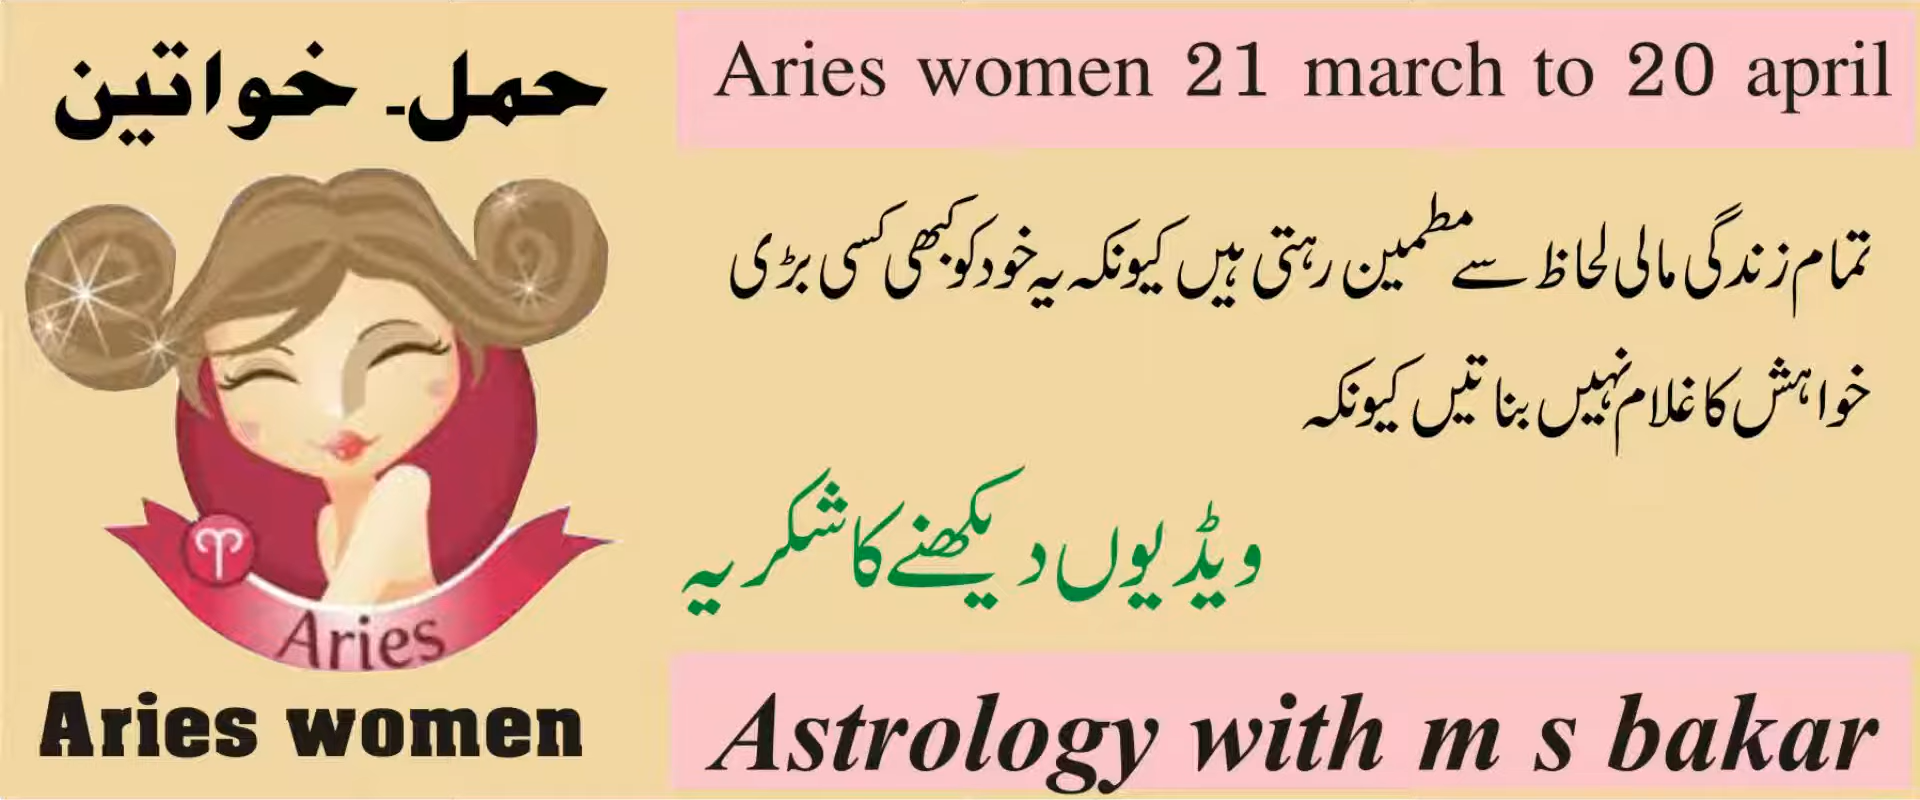 حمل۔ خواتین
Aries
Aries women
Aries women 21 march to 20 april
تمام زندگی مالی لحاظ سے مطمین رہتی ہیں کیونکہ یہ خود کو کبھی کسی بڑی
خواہش کا غلام نہیں بناتیں کیونکہ
ویڈیوں دیکھنے کا شکریہ
Astrology with m s bakar